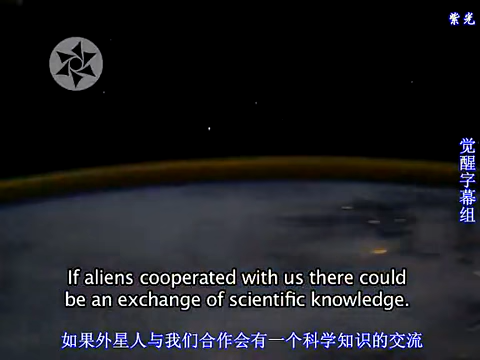 紫光
觉醒字幕组
If aliens cooperated with us there could
be an exchange of scientific knowledge.
如果外星人与我们合作会有一个科学知识的交流